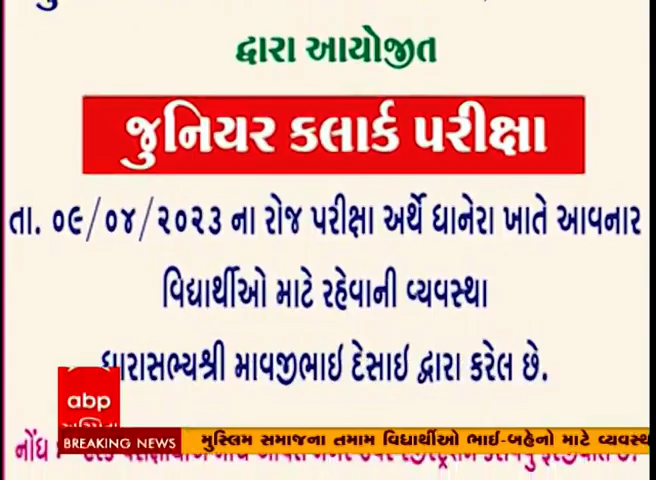 દ્વારા આયોજીત
જુનિયર કલાર્ક પરીક્ષા
તા. ૦૯/૦૪/૨૦૨૩ ના રોજ પરીક્ષા અર્થે ધાનેરા ખાતે આવનાર
વિદ્યાર્થીઓ માટે રહેવાની વ્યવસ્થા
ધારાસભ્યશ્રી માવજીભાઇ દેસાઇ દ્વારા કરેલ છે.
abp
BREAKING NEWS મુસ્લિમ સમાજના તમામ વિદ્યાર્થીઓ ભાઈ-બહેનો માટે
નોંધ